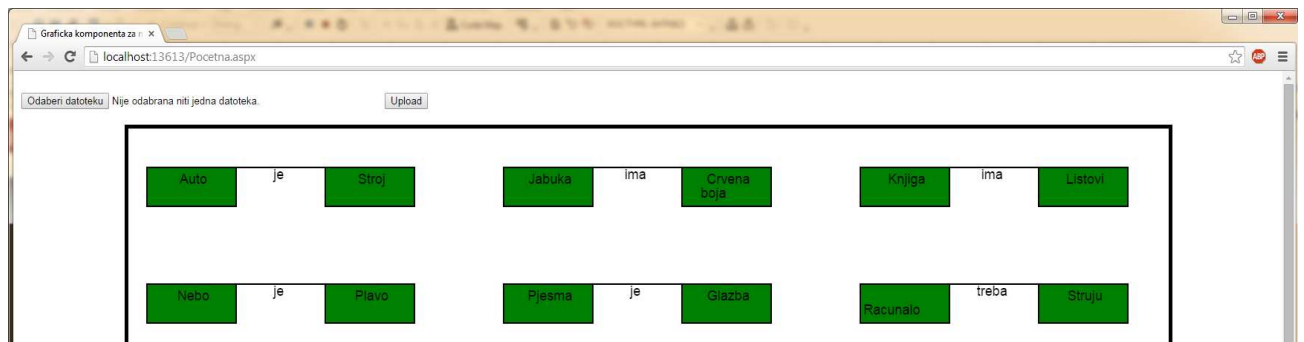 Graficka komponenta za n
localhost:13613/Pocetna.aspx
ABP
Odaberi datoteku Nije odabrana niti jedna datoteka. Upload
Auto je Stroj Jabuka ima Crvena boja Knjiga ima Listovi
Nebo je Plavo Pjesma je Glazba Racunalo treba Struju